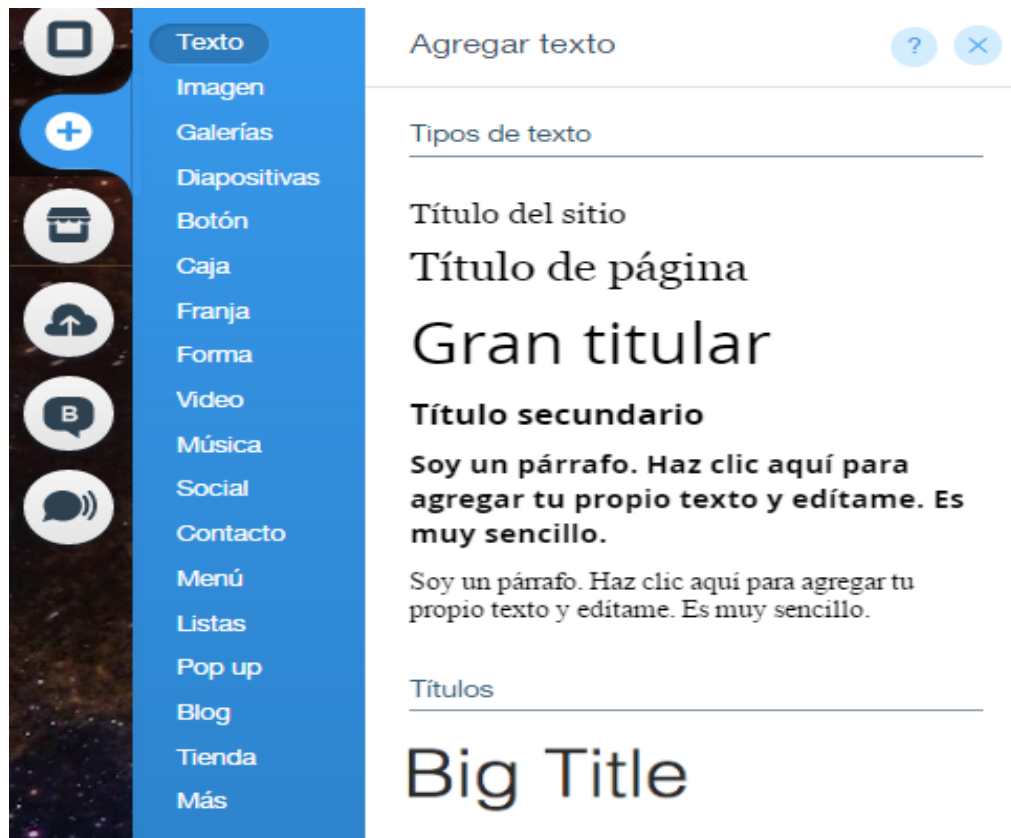 Texto
Imagen
Galerías
Diapositivas
Botón
Caja
Franja
Forma
Video
Música
Social
Contacto
Menú
Listas
Pop up
Blog
Tienda
Más
B
Agregar texto
?
Tipos de texto
Título del sitio
Título de página
Gran titular
Título secundario
Soy un párrafo. Haz clic aquí para
agregar tu propio texto y edítame. Es
muy sencillo.
Soy un párrafo. Haz clic aquí para agregar tu
propio texto y edítame. Es muy sencillo.
Títulos
Big Title